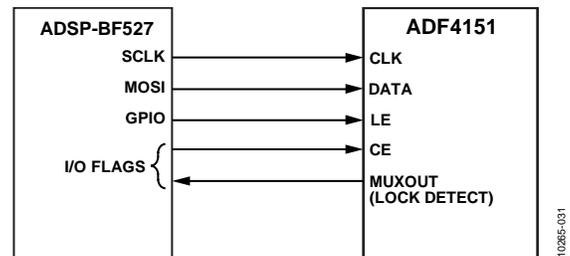 ADSP-BF527
ADF4151
SCLK
CLK
MOSI
DATA
GPIO
LE
I/O FLAGS
CE
MUXOUT
(LOCK DETECT)
10265-031